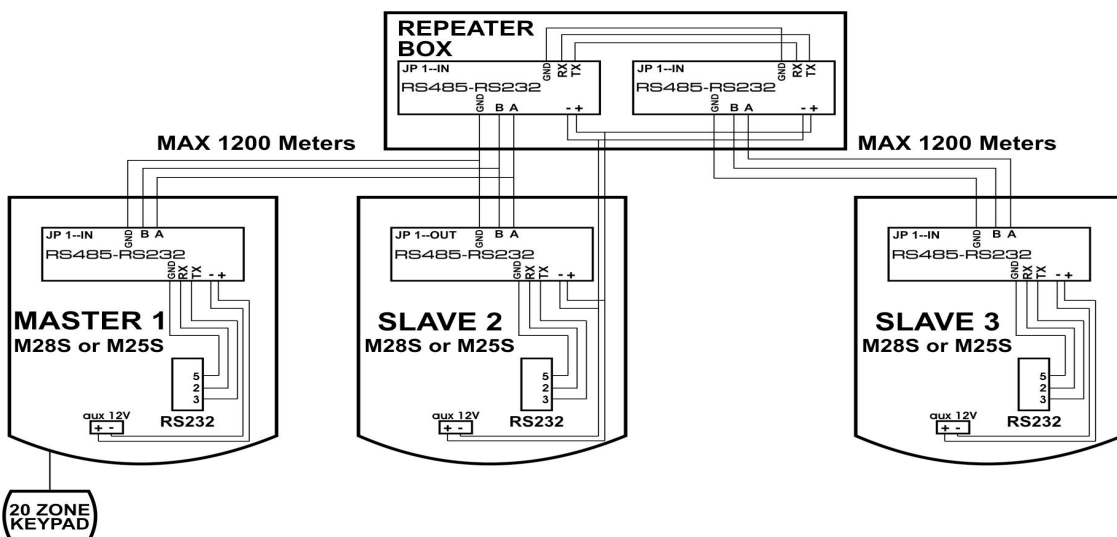 REPEATER
BOX
JP 1--IN
GND
RX
TX
RS485-RS232
GND
B A
- +
JP 1--IN
GND
RX
TX
RS485-RS232
GND
B A
- +
MAX 1200 Meters
MAX 1200 Meters
JP 1--IN
GND
B A
RS485-RS232
GND
RX
TX
- +
MASTER 1
M28S or M25S
5
2
3
RS232
aux 12V
+ -
20 ZONE
KEYPAD
JP 1--OUT
GND
B A
RS485-RS232
GND
RX
TX
- +
SLAVE 2
M28S or M25S
5
2
3
RS232
aux 12V
+ -
JP 1--IN
GND
B A
RS485-RS232
GND
RX
TX
- +
SLAVE 3
M28S or M25S
5
2
3
RS232
aux 12V
+ -